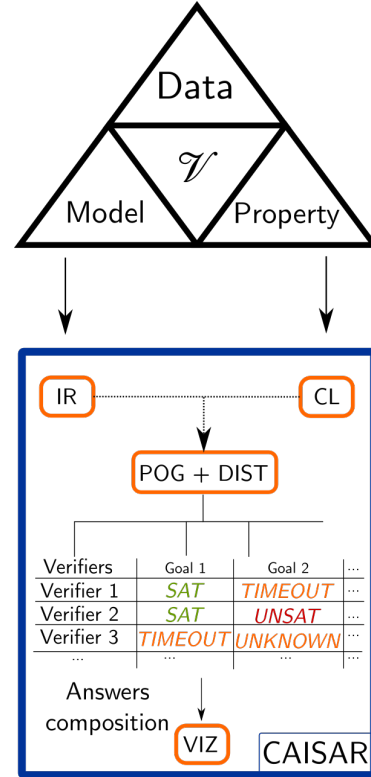 Data
𝒱
Model Property
IR CL
POG + DIST
Verifiers Goal 1 Goal 2 ...
Verifier 1 SAT TIMEOUT ...
Verifier 2 SAT UNSAT ...
Verifier 3 TIMEOUT UNKNOWN ...
... ... ... ...
Answers
composition
VIZ
CAISAR